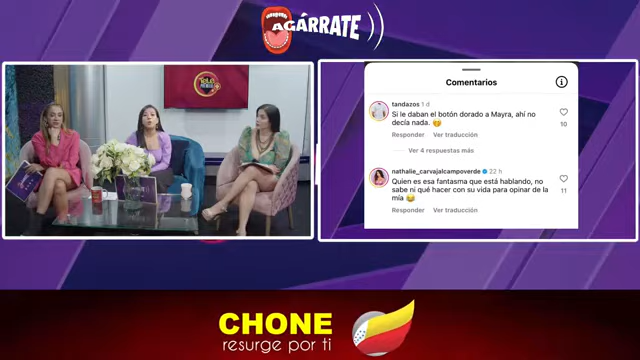 AGÁRRATE
Comentarios
tandazos 1 d
Si le daban el botón dorado a Mayra, ahí no
decía nada.
10
Responder Ver traducción
Ver 4 respuestas más
nathalie_carvajalcampoverde 22 h
Quien es esa fantasma que está hablando, no
sabe ni qué hacer con su vida para opinar de la
mía
11
Responder Ver traducción
CHONE
resurge por ti